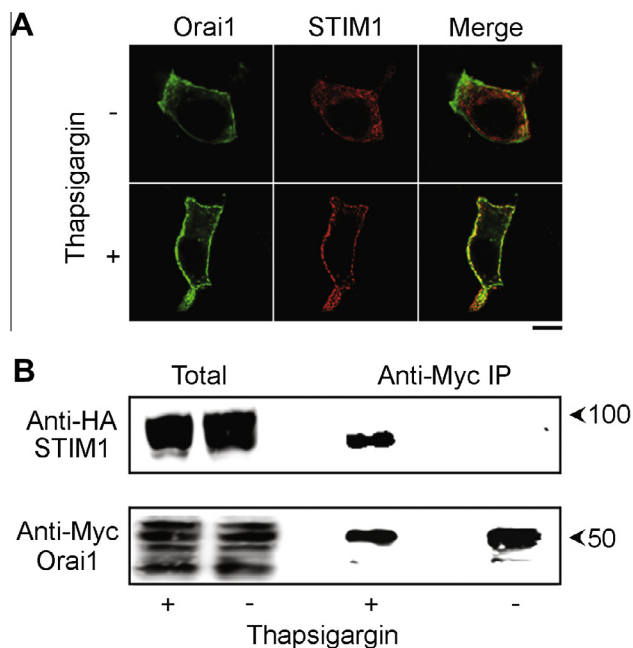 A
Orai1 STIM1 Merge
Thapsigargin
-
+
B
Total Anti-Myc IP
Anti-HA
STIM1
100
Anti-Myc
Orai1
50
+ - + -
Thapsigargin